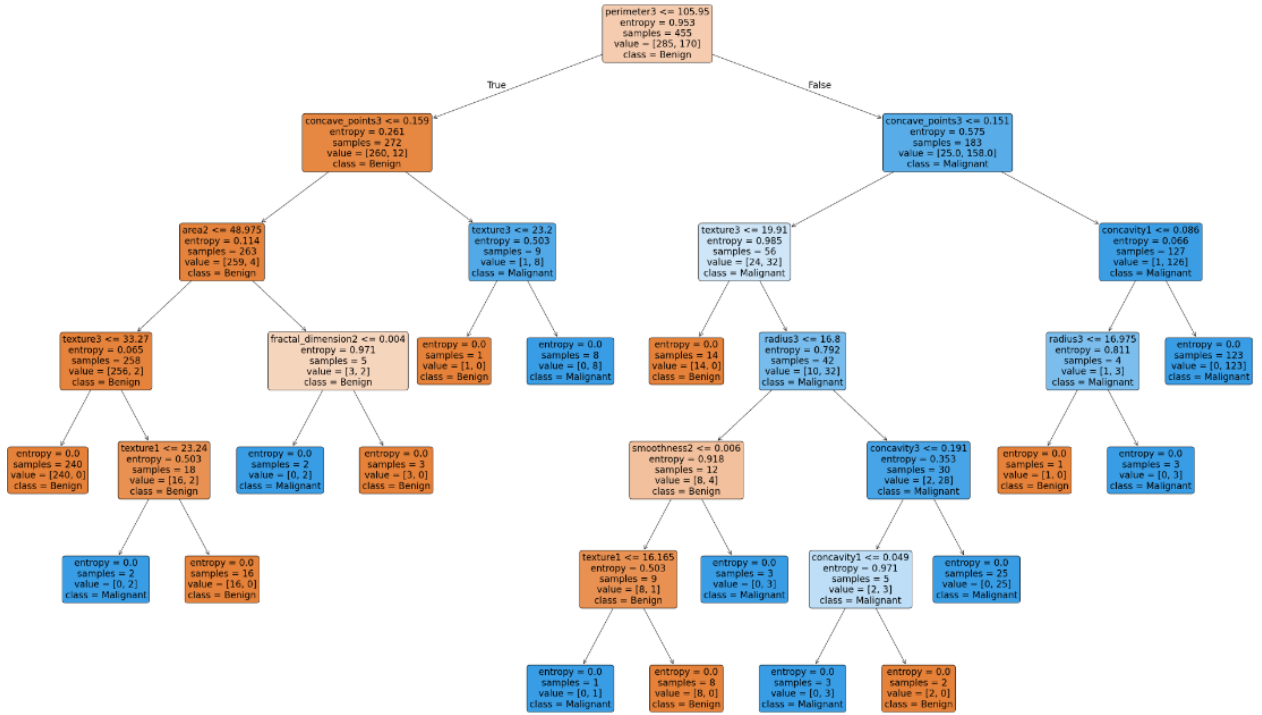 perimeter3 <= 105.95
entropy = 0.953
samples = 455
value = [285, 170]
class = Benign
True
False
concave_points3 <= 0.159
entropy = 0.261
samples = 272
value = [260, 12]
class = Benign
concave_points3 <= 0.151
entropy = 0.575
samples = 183
value = [25.0, 158.0]
class = Malignant
area2 <= 48.975
entropy = 0.114
samples = 263
value = [259, 4]
class = Benign
texture3 <= 23.2
entropy = 0.503
samples = 9
value = [1, 8]
class = Malignant
texture3 <= 19.91
entropy = 0.985
samples = 56
value = [24, 32]
class = Malignant
concavity1 <= 0.086
entropy = 0.066
samples = 127
value = [1, 126]
class = Malignant
texture3 <= 33.27
entropy = 0.065
samples = 258
value = [256, 2]
class = Benign
fractal_dimension2 <= 0.004
entropy = 0.971
samples = 5
value = [3, 2]
class = Benign
entropy = 0.0
samples = 1
value = [1, 0]
class = Benign
entropy = 0.0
samples = 8
value = [0, 8]
class = Malignant
entropy = 0.0
samples = 14
value = [14, 0]
class = Benign
radius3 <= 16.8
entropy = 0.792
samples = 42
value = [10, 32]
class = Malignant
radius3 <= 16.975
entropy = 0.811
samples = 4
value = [1, 3]
class = Malignant
entropy = 0.0
samples = 123
value = [0, 123]
class = Malignant
entropy = 0.0
samples = 240
value = [240, 0]
class = Benign
texture1 <= 23.24
entropy = 0.503
samples = 18
value = [16, 2]
class = Benign
entropy = 0.0
samples = 2
value = [0, 2]
class = Malignant
entropy = 0.0
samples = 3
value = [3, 0]
class = Benign
smoothness2 <= 0.006
entropy = 0.918
samples = 12
value = [8, 4]
class = Benign
concavity3 <= 0.191
entropy = 0.353
samples = 30
value = [2, 28]
class = Malignant
entropy = 0.0
samples = 1
value = [1, 0]
class = Benign
entropy = 0.0
samples = 3
value = [0, 3]
class = Malignant
entropy = 0.0
samples = 2
value = [0, 2]
class = Malignant
entropy = 0.0
samples = 16
value = [16, 0]
class = Benign
texture1 <= 16.165
entropy = 0.503
samples = 9
value = [8, 1]
class = Benign
entropy = 0.0
samples = 3
value = [0, 3]
class = Malignant
concavity1 <= 0.049
entropy = 0.971
samples = 5
value = [2, 3]
class = Malignant
entropy = 0.0
samples = 25
value = [0, 25]
class = Malignant
entropy = 0.0
samples = 1
value = [0, 1]
class = Malignant
entropy = 0.0
samples = 8
value = [8, 0]
class = Benign
entropy = 0.0
samples = 3
value = [0, 3]
class = Malignant
entropy = 0.0
samples = 2
value = [2, 0]
class = Benign